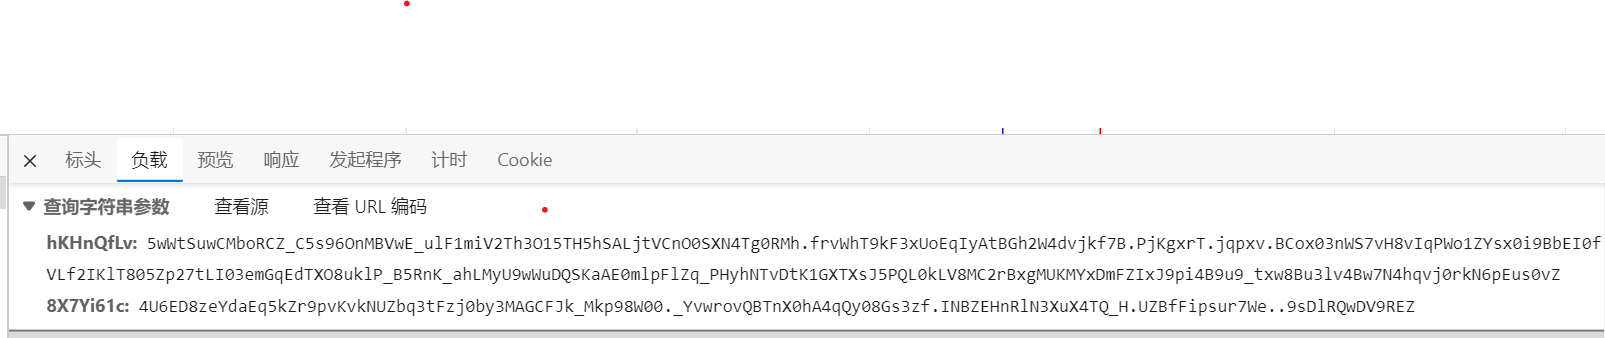 × 标头 负载 预览 响应 发起程序 计时 Cookie
▼ 查询字符串参数 查看源 查看 URL 编码
hKHnQfLv: 5wWtSuwCMboRCZ_C5s96OnMBVwE_ulF1miV2Th3O15TH5hSALjtVCnO0SXN4Tg0RMh.frvWhT9kF3xUoEqIyAtBGh2W4dvjkf7B.PjKgxrT.jqpxv.BCox03nWS7vH8vIqPWo1ZYsx0i9BbEI0f
VLf2IKlT805Zp27tLI03emGqEdTXO8uklP_B5RnK_ahLMyU9wWuDQSKaAE0mlpFlZq_PHyhNTvDtK1GXTXsJ5PQL0kLV8MC2rBxgMUKMYxDmFZIxJ9pi4B9u9_txw8Bu3lv4Bw7N4hqvj0rkN6pEus0vZ
8X7Yi61c: 4U6ED8zeYdaEq5kZr9pvKvkNUZbq3tFzj0by3MAGCFJk_Mkp98W00._YvwrovQBTnX0hA4qQy08Gs3zf.INBZEHnRlN3XuX4TQ_H.UZBfFipsur7We..9sDlRQwDV9REZ